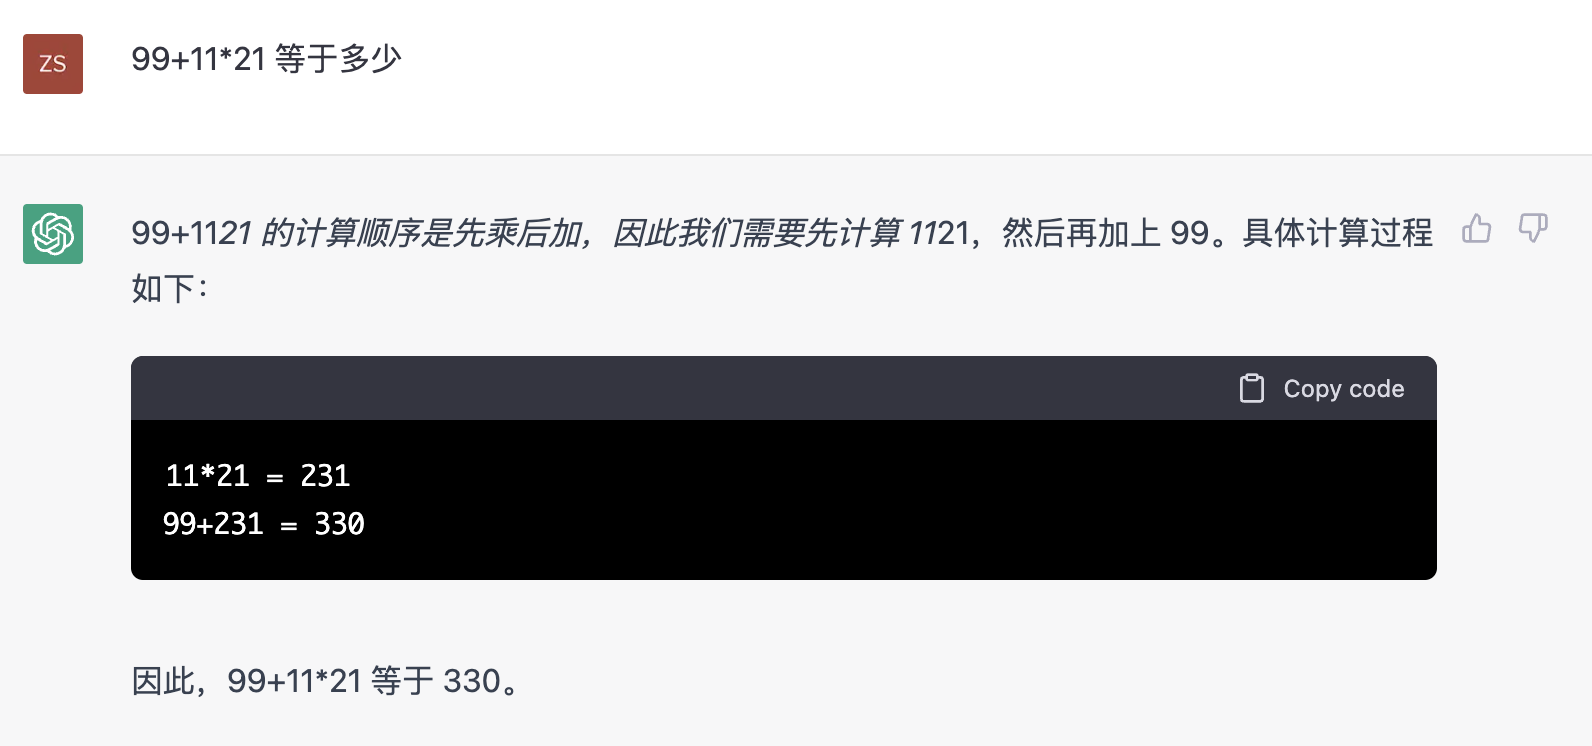 ZS
99+11*21 等于多少
99+1121 的计算顺序是先乘后加，因此我们需要先计算 1121，然后再加上 99。具体计算过程
如下：
Copy code
11*21 = 231
99+231 = 330
因此，99+11*21 等于 330。